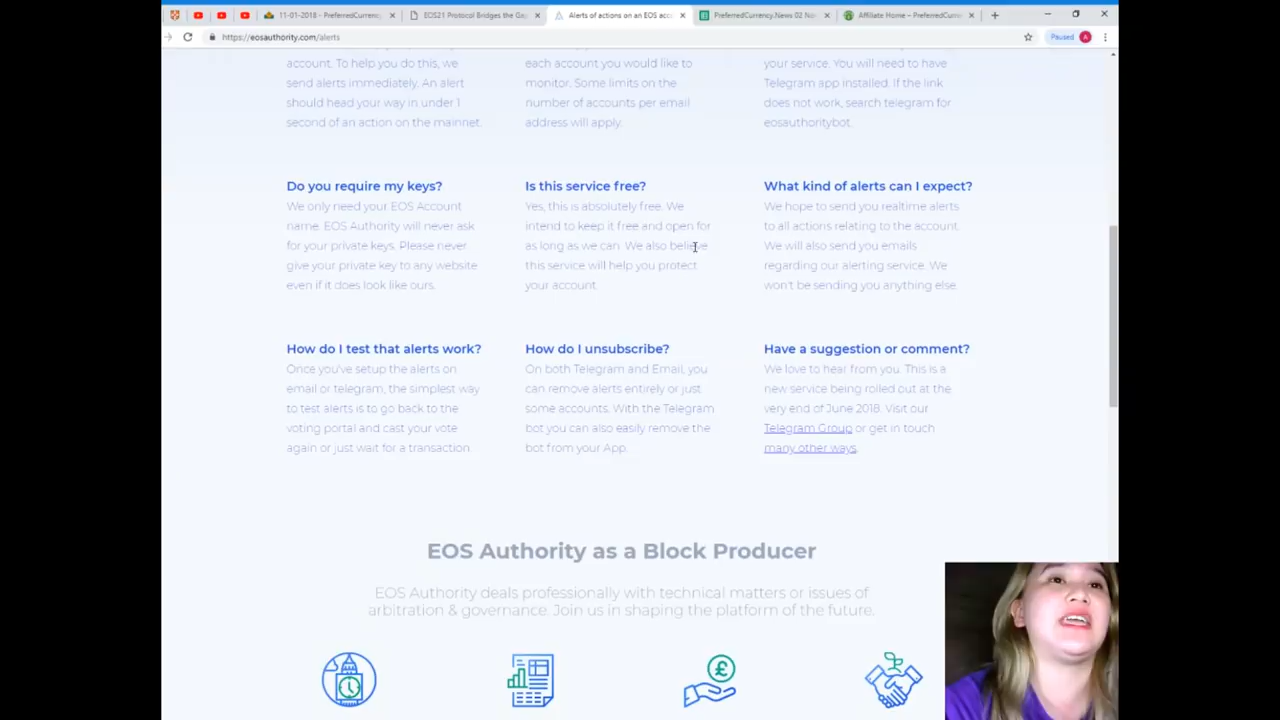 11-01-2018 - PreferredCurrenc
EOS21 Protocol Bridges the Ga
Alerts of actions on an EOS acc
PreferredCurrency.News 02 No
Affiliate Home – PreferredCurre
https://eosauthority.com/alerts
Paused
A
account. To help you do this, we
send alerts immediately. An alert
should head your way in under 1
second of an action on the mainnet.
each account you would like to
monitor. Some limits on the
number of accounts per email
address will apply.
your service. You will need to have
Telegram app installed. If the link
does not work, search telegram for
eosauthoritybot.
Do you require my keys?
We only need your EOS Account
name. EOS Authority will never ask
for your private keys. Please never
give your private key to any website
even if it does look like ours.
Is this service free?
Yes, this is absolutely free. We
intend to keep it free and open for
as long as we can. We also believe
this service will help you protect
your account.
What kind of alerts can I expect?
We hope to send you realtime alerts
to all actions relating to the account.
We will also send you emails
regarding our alerting service. We
won't be sending you anything else.
How do I test that alerts work?
Once you've setup the alerts on
email or telegram, the simplest way
to test alerts is to go back to the
voting portal and cast your vote
again or just wait for a transaction.
How do I unsubscribe?
On both Telegram and Email, you
can remove alerts entirely or just
some accounts. With the Telegram
bot you can also easily remove the
bot from your App.
Have a suggestion or comment?
We love to hear from you. This is a
new service being rolled out at the
very end of June 2018. Visit our
Telegram Group or get in touch
many other ways.
EOS Authority as a Block Producer
EOS Authority deals professionally with technical matters or issues of
arbitration & governance. Join us in shaping the platform of the future.